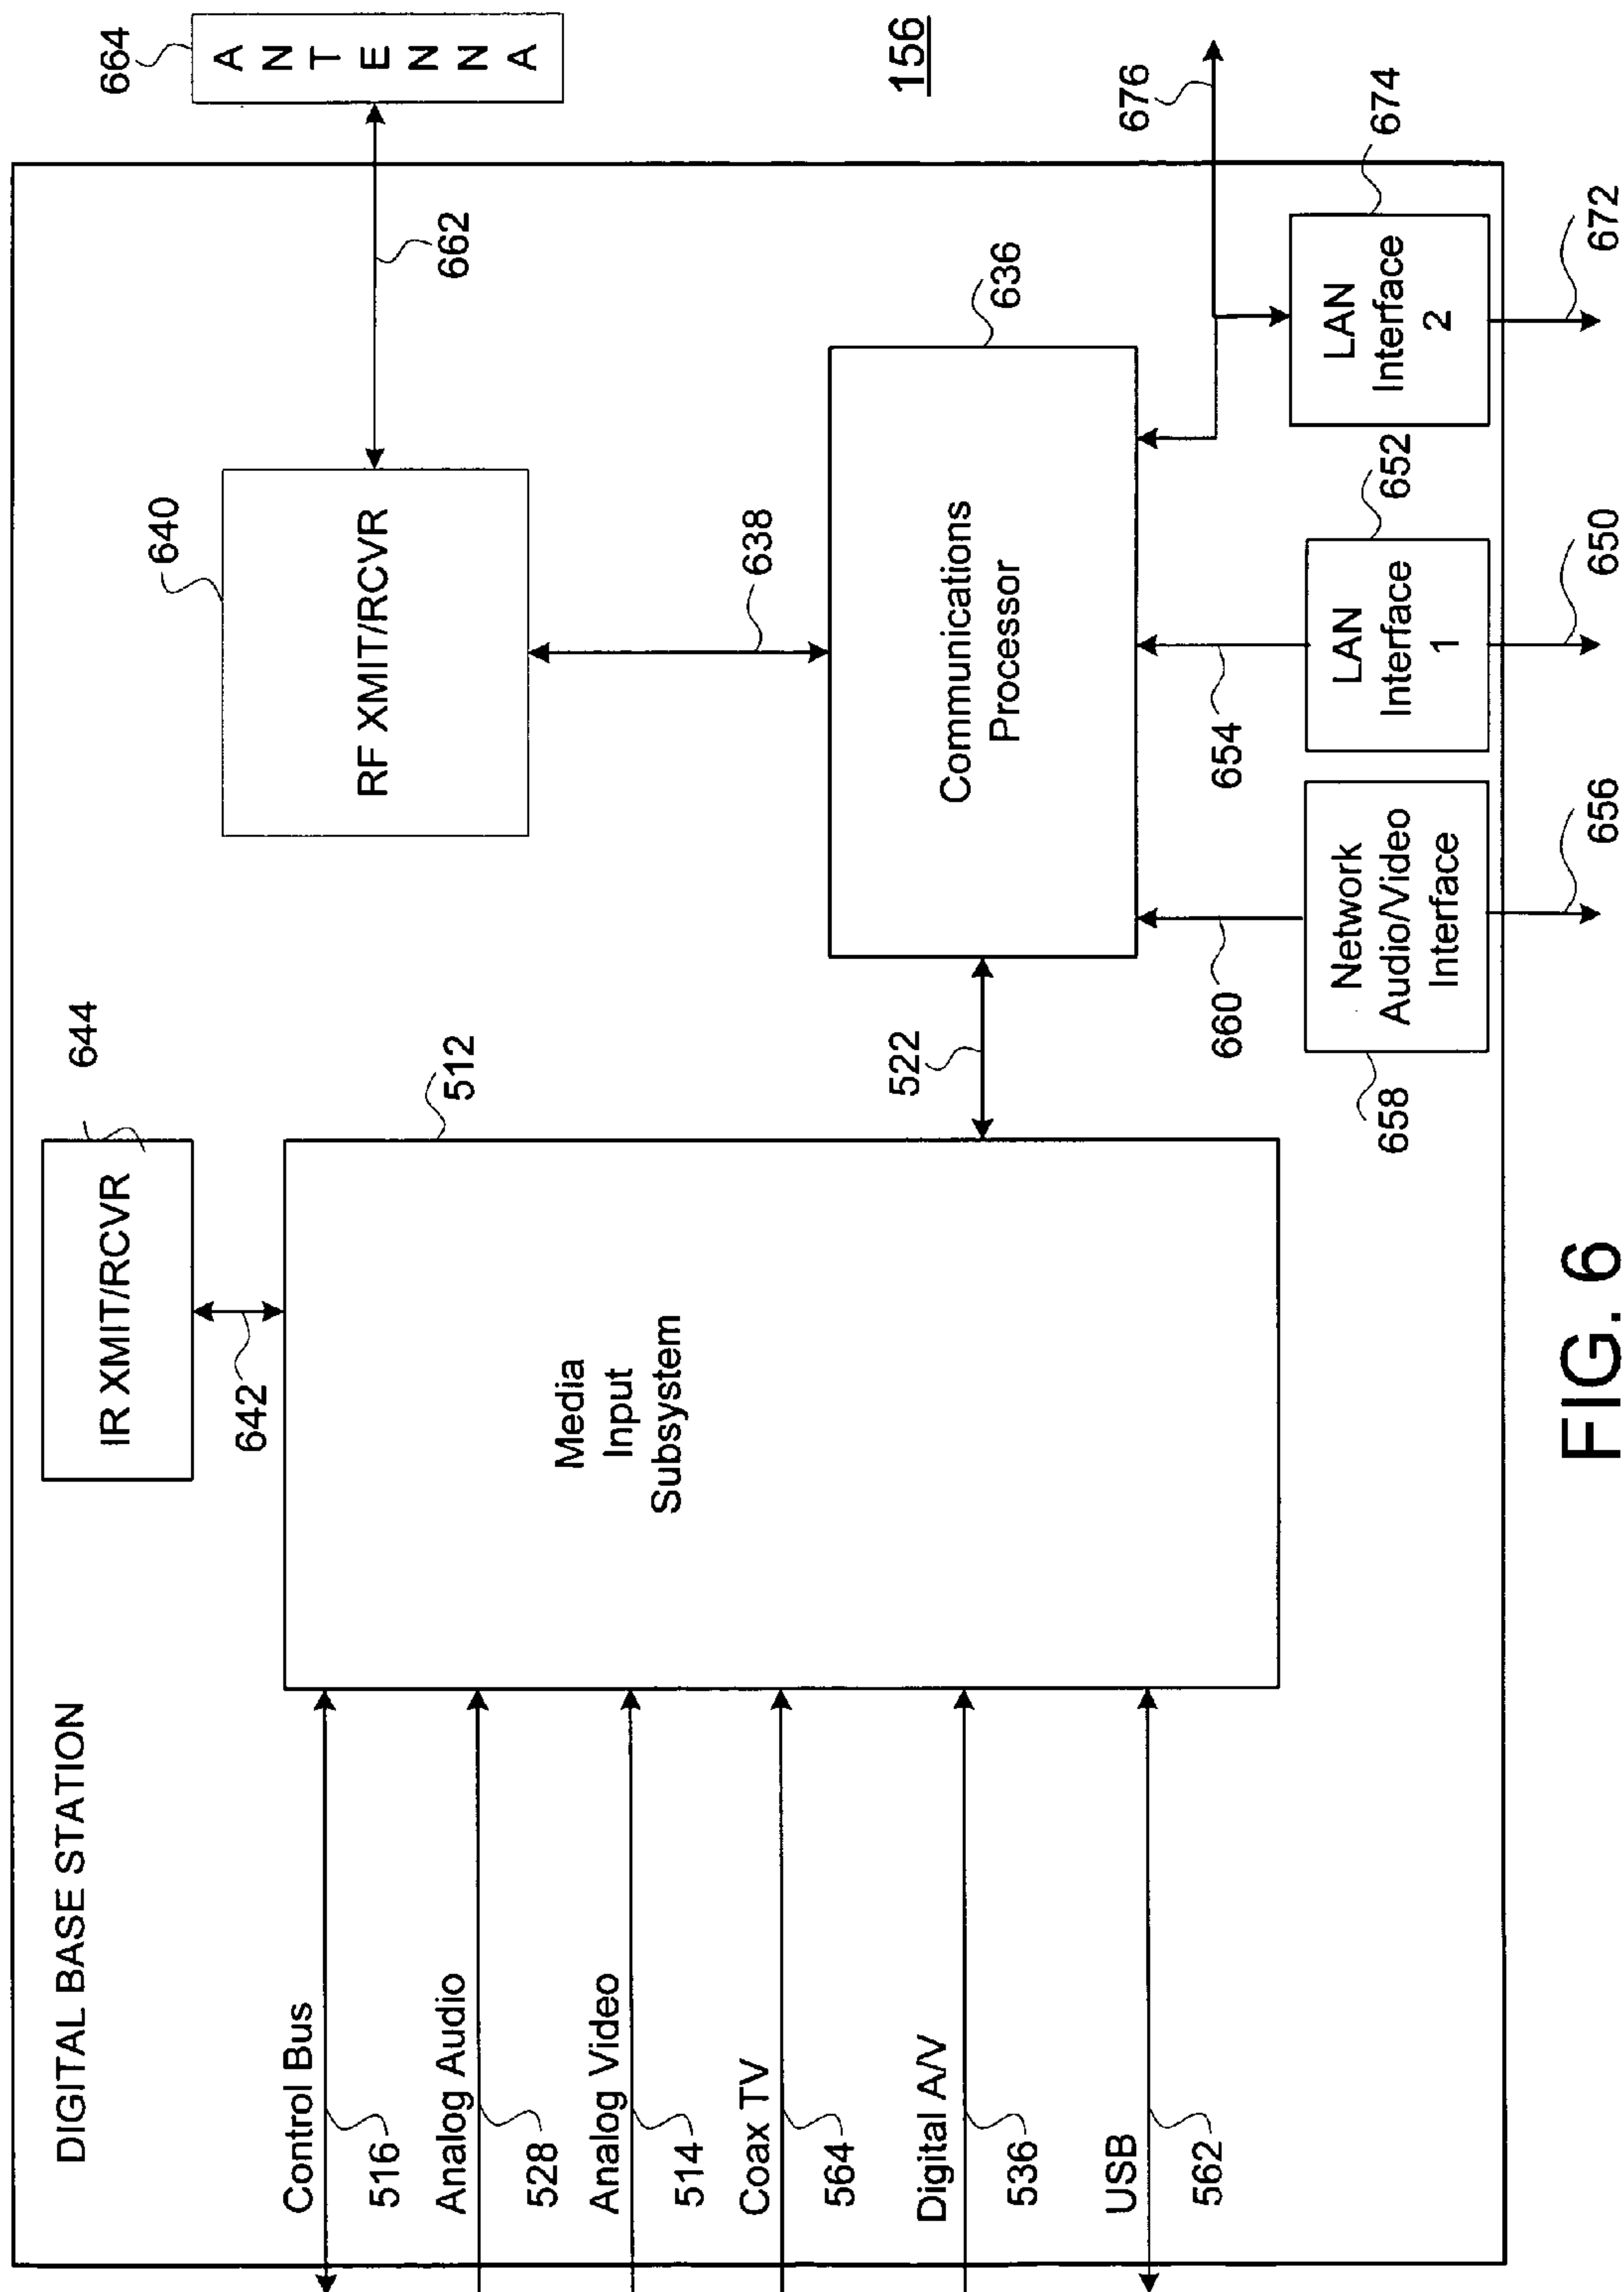 DIGITAL BASE STATION
IR XMIT/RCVR
644
642
Control Bus
516
Analog Audio
528
Analog Video
514
Coax TV
564
Digital A/V
536
USB
562
Media
Input
Subsystem
512
522
RF XMIT/RCVR
640
638
662
ANTENNA
664
Communications
Processor
636
156
676
660
654
Network
Audio/Video
Interface
658
656
LAN
Interface
1
652
650
LAN
Interface
2
674
672
FIG. 6